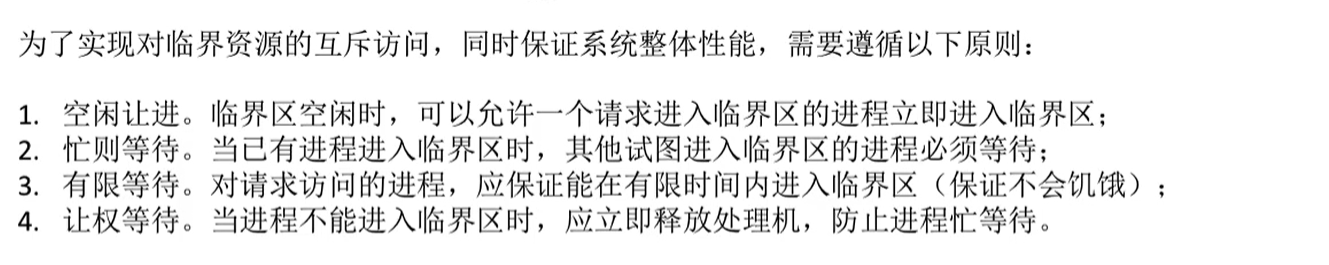 为了实现对临界资源的互斥访问，同时保证系统整体性能，需要遵循以下原则：
1. 空闲让进。临界区空闲时，可以允许一个请求进入临界区的进程立即进入临界区；
2. 忙则等待。当已有进程进入临界区时，其他试图进入临界区的进程必须等待；
3. 有限等待。对请求访问的进程，应保证能在有限时间内进入临界区（保证不会饥饿）；
4. 让权等待。当进程不能进入临界区时，应立即释放处理机，防止进程忙等待。